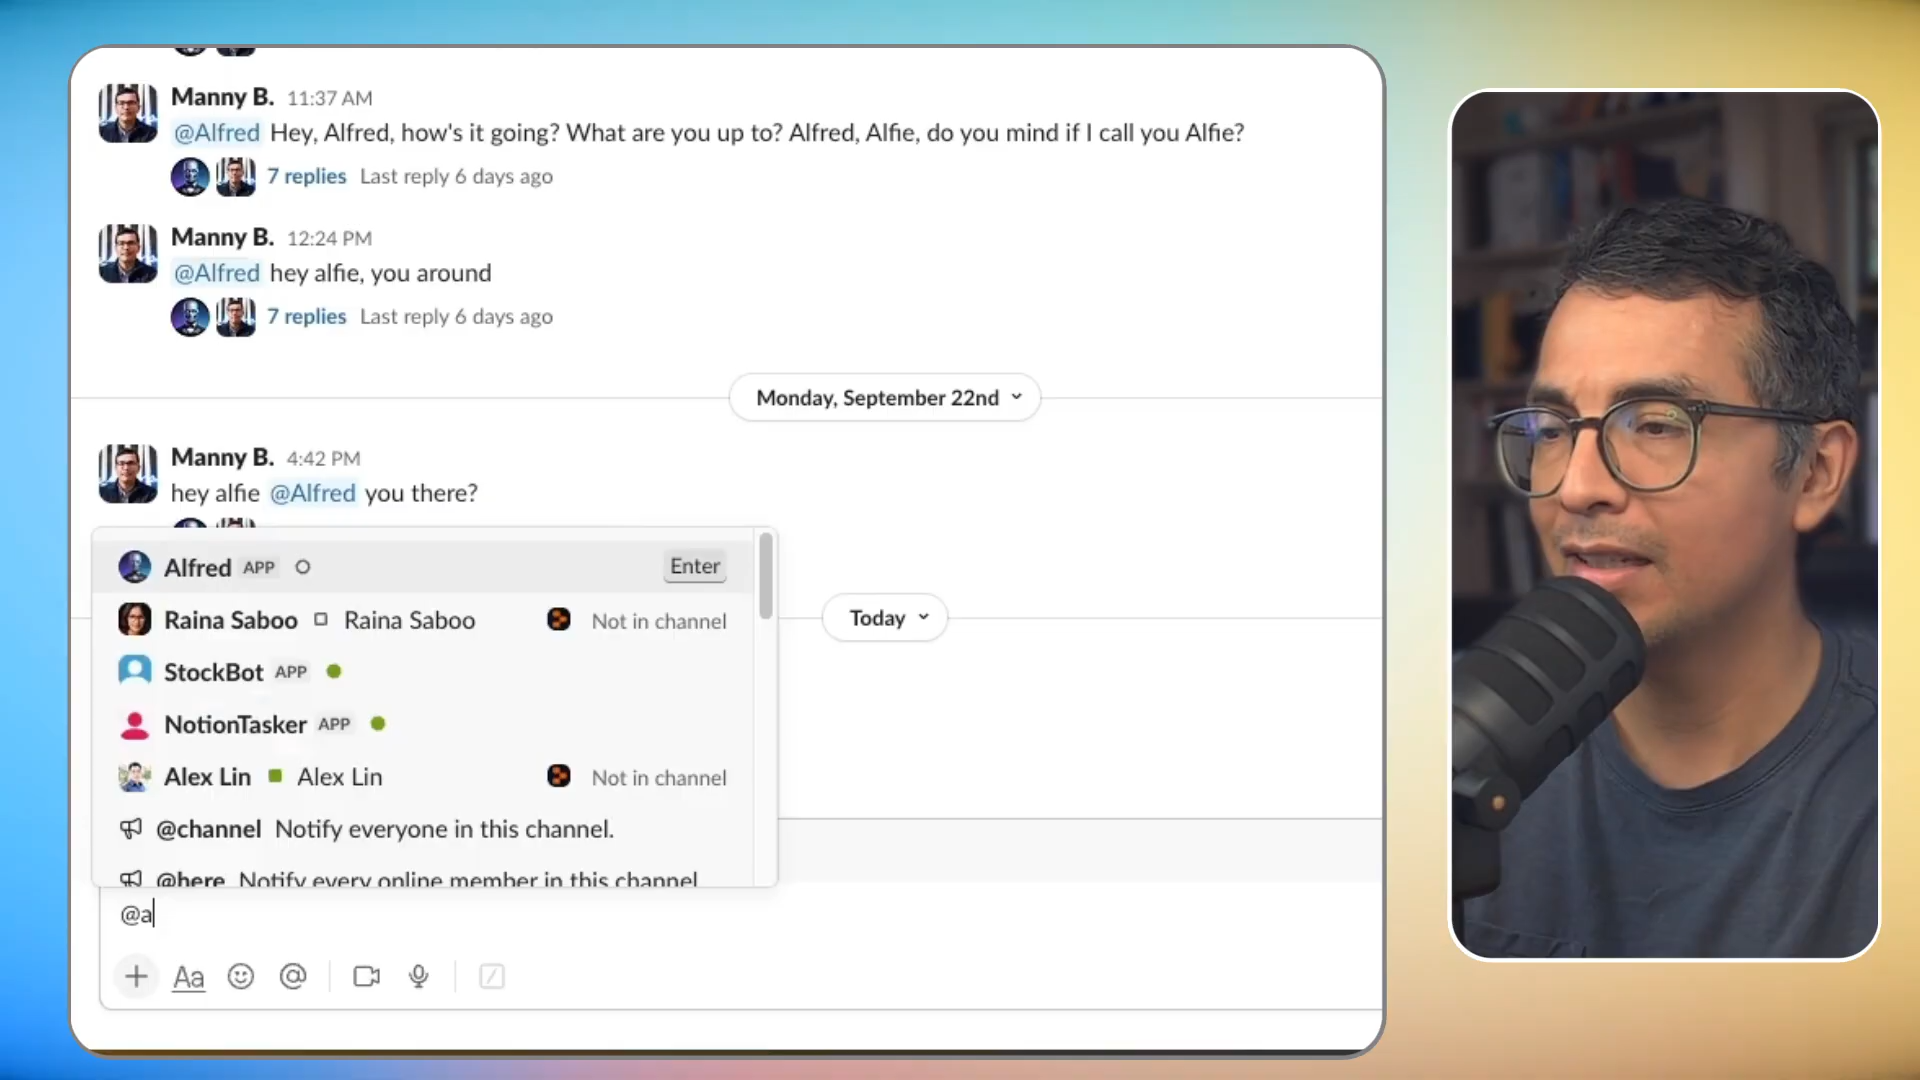 Manny B. 11:37 AM
@Alfred Hey, Alfred, how's it going? What are you up to? Alfred, Alfie, do you mind if I call you Alfie?
7 replies Last reply 6 days ago
Manny B. 12:24 PM
@Alfred hey alfie, you around
7 replies Last reply 6 days ago
Monday, September 22nd
Manny B. 4:42 PM
hey alfie @Alfred you there?
Alfred APP Enter
Raina Saboo Raina Saboo Not in channel
Today
StockBot APP
NotionTasker APP
Alex Lin Alex Lin Not in channel
@channel Notify everyone in this channel.
@here Notify every online member in this channel
@a
Aa